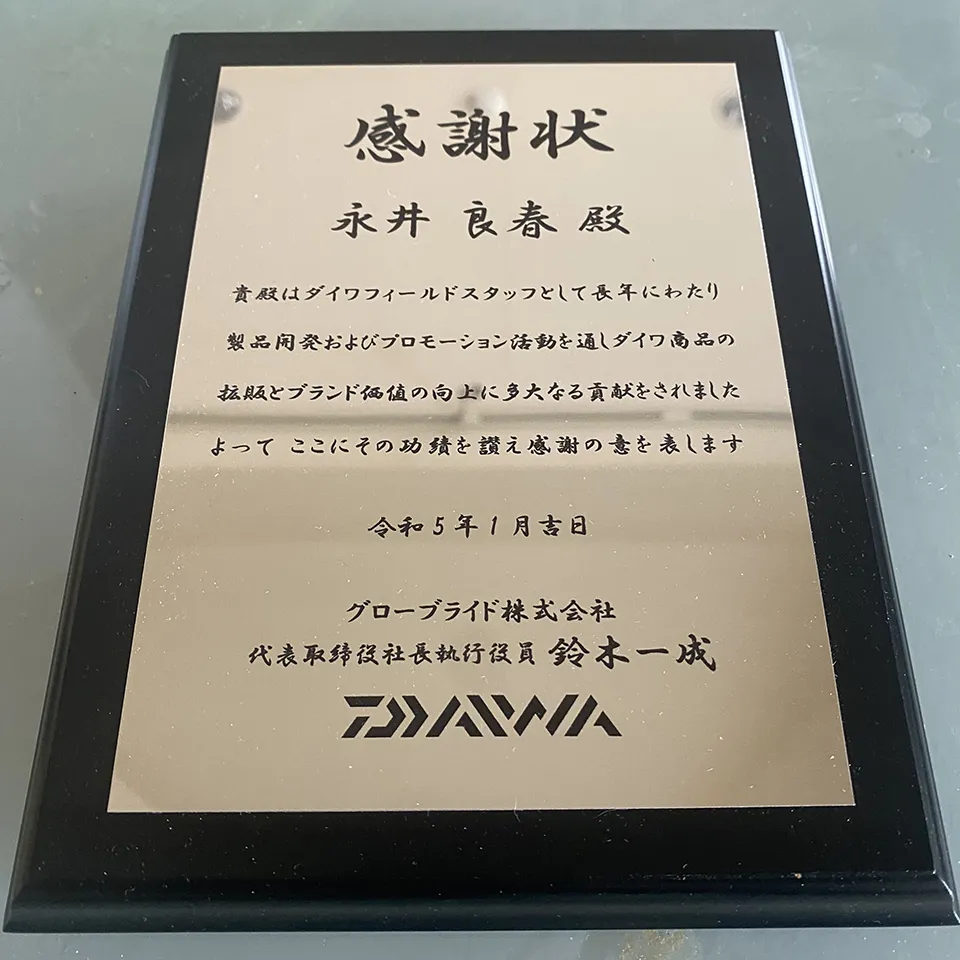 感謝状
永井 良春 殿
貴殿はダイワフィールドスタッフとして長年にわたり
製品開発およびプロモーション活動を通しダイワ商品の
拡販とブランド価値の向上に多大なる貢献をされました
よって ここにその功績を讃え感謝の意を表します
令和5年1月吉日
グローブライド株式会社
代表取締役社長執行役員 鈴木一成
DAIWA